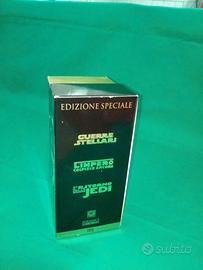 EDIZIONE SPECIALE
GUERRE
STELLARI
L'IMPERO
COLPISCE ANCORA
IL RITORNO
DELLO
JEDI
subito